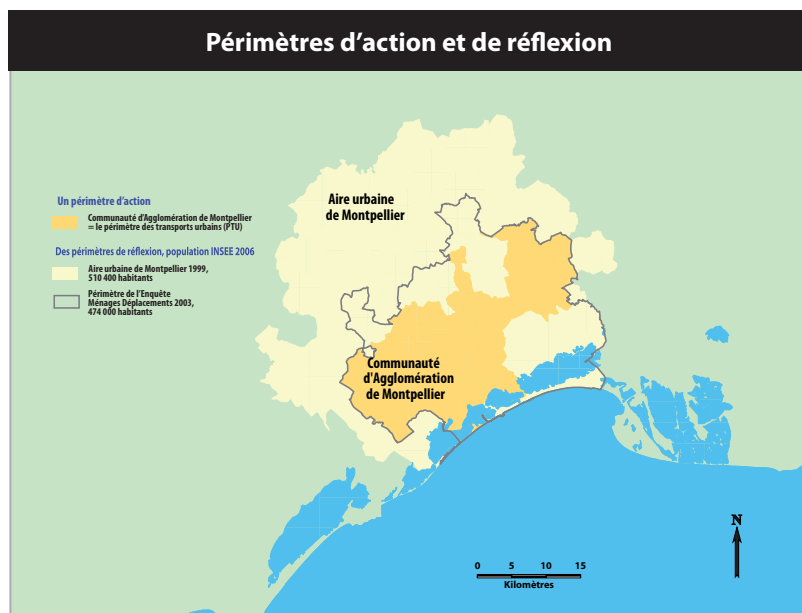 Périmètres d’action et de réflexion
Aire urbaine
de Montpellier
Un périmètre d’action
Communauté d’Agglomération de Montpellier
= le périmètre des transports urbains (PTU)
Des périmètres de réflexion, population INSEE 2006
Aire urbaine de Montpellier 1999,
510 400 habitants
Périmètre de l’Enquête
Ménages Déplacements 2003,
474 000 habitants
Communauté
d'Agglomération
de Montpellier
N
0 5 10 15
Kilomètres